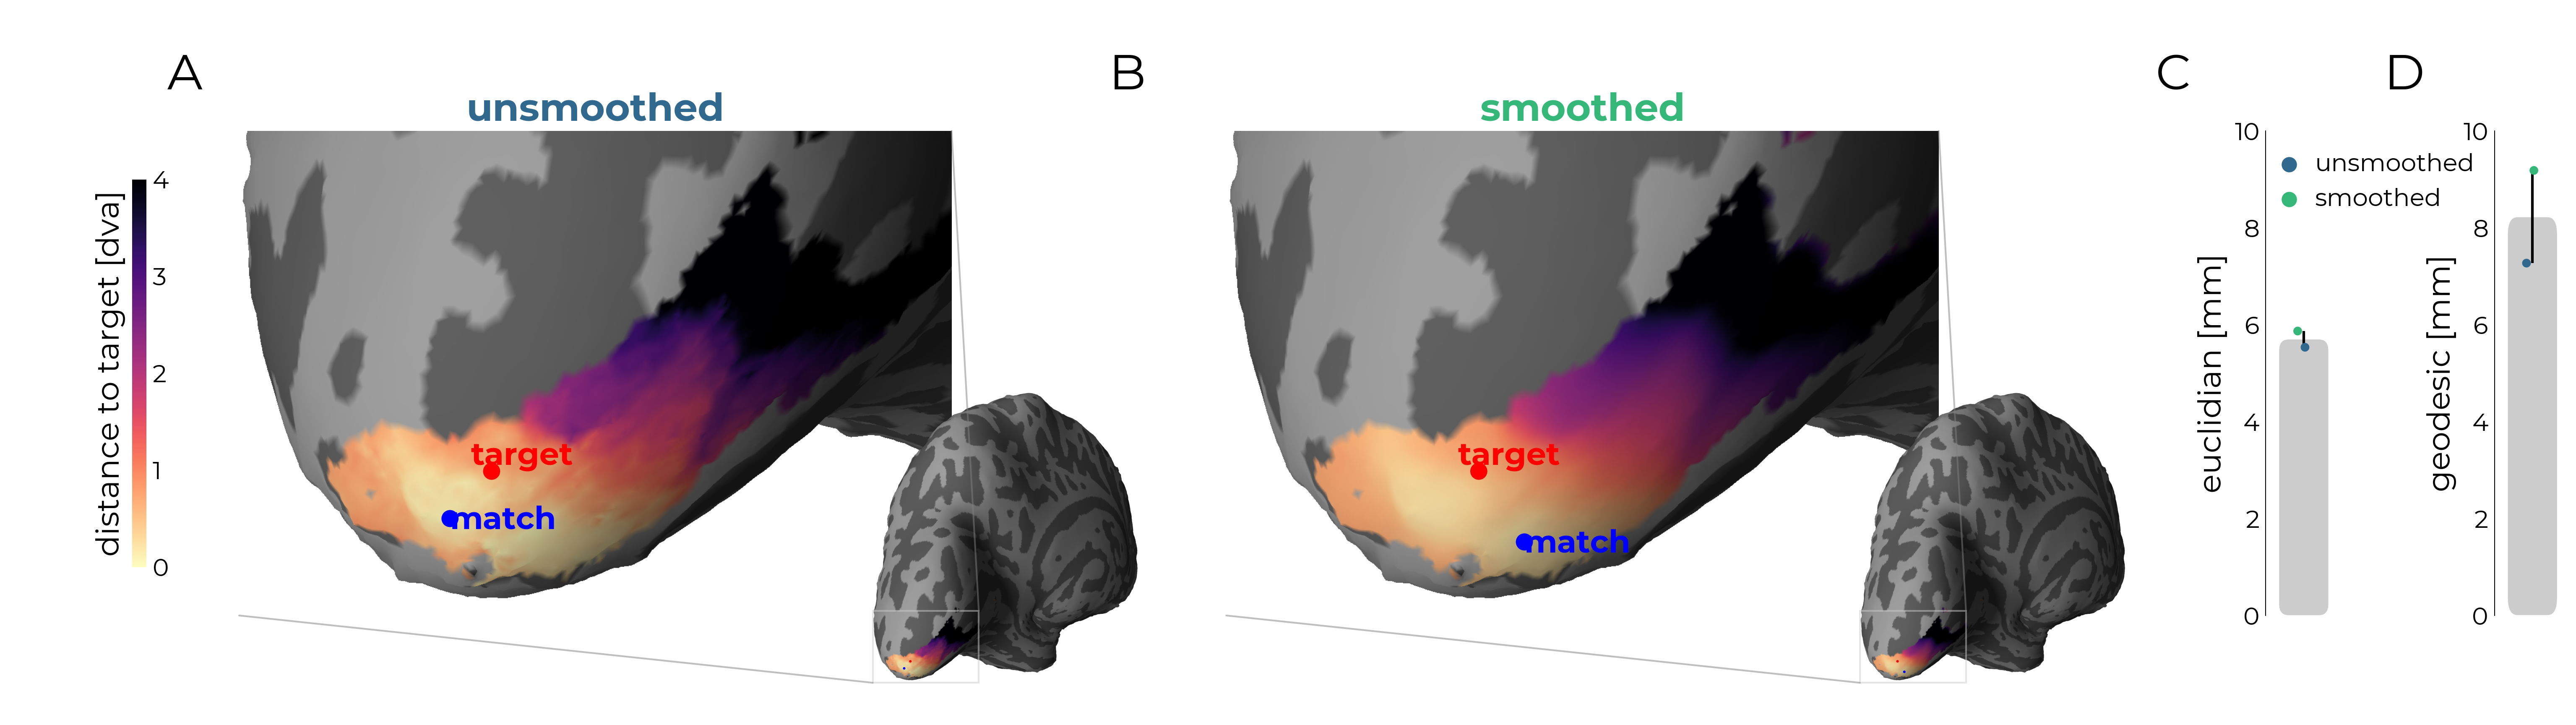 A
unsmoothed
distance to target [dva]
4
3
2
1
0
target
match
B
smoothed
target
match
C
euclidian [mm]
10
8
6
4
2
0
unsmoothed
smoothed
D
geodesic [mm]
10
8
6
4
2
0